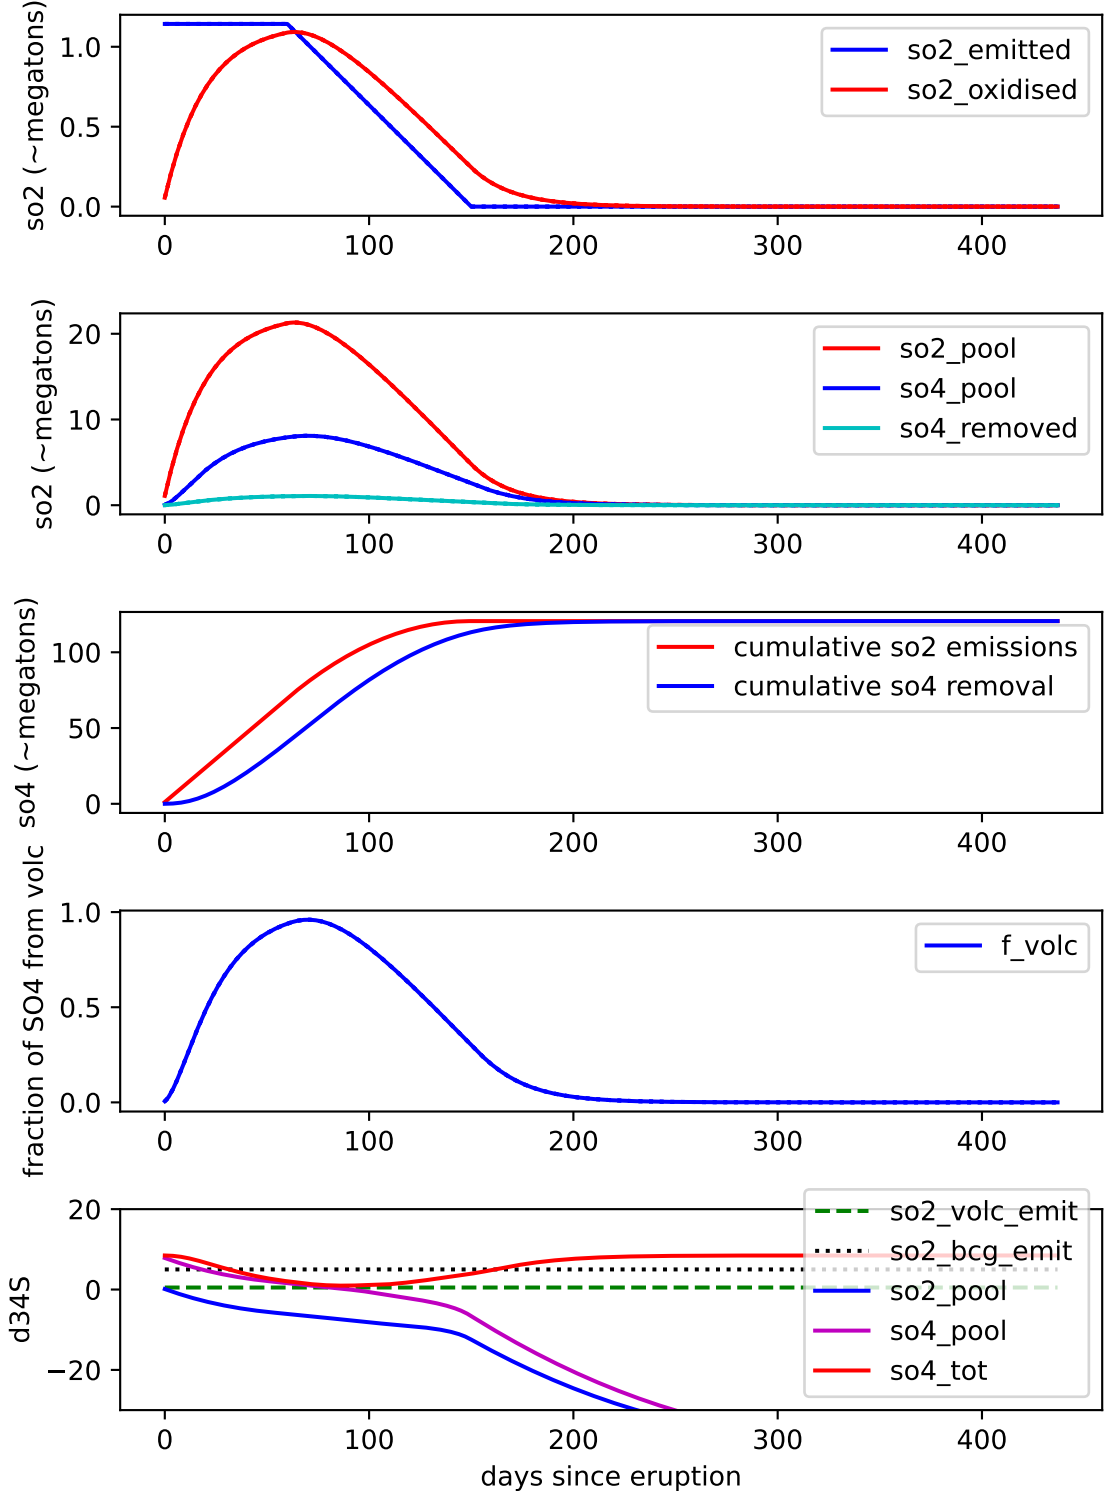 so2 (~megatons)
1.0
0.5
0.0
so2_emitted
so2_oxidised
0 100 200 300 400
so2 (~megatons)
20
10
0
so2_pool
so4_pool
so4_removed
0 100 200 300 400
so4 (~megatons)
100
50
0
cumulative so2 emissions
cumulative so4 removal
0 100 200 300 400
fraction of SO4 from volc
1.0
0.5
0.0
f_volc
0 100 200 300 400
d34S
20
0
−20
so2_volc_emit
so2_bcg_emit
so2_pool
so4_pool
so4_tot
0 100 200 300 400
days since eruption